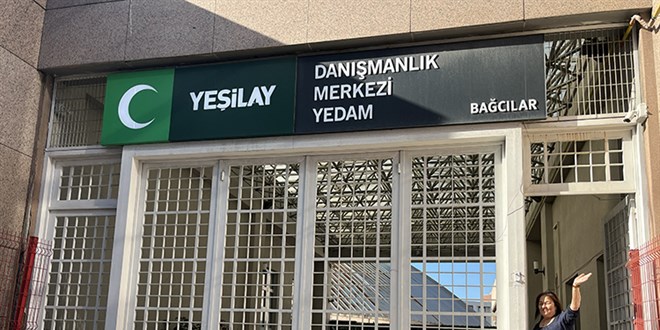 YEŞİLAY
DANIŞMANLIK
MERKEZİ
YEDAM
BAĞCILAR